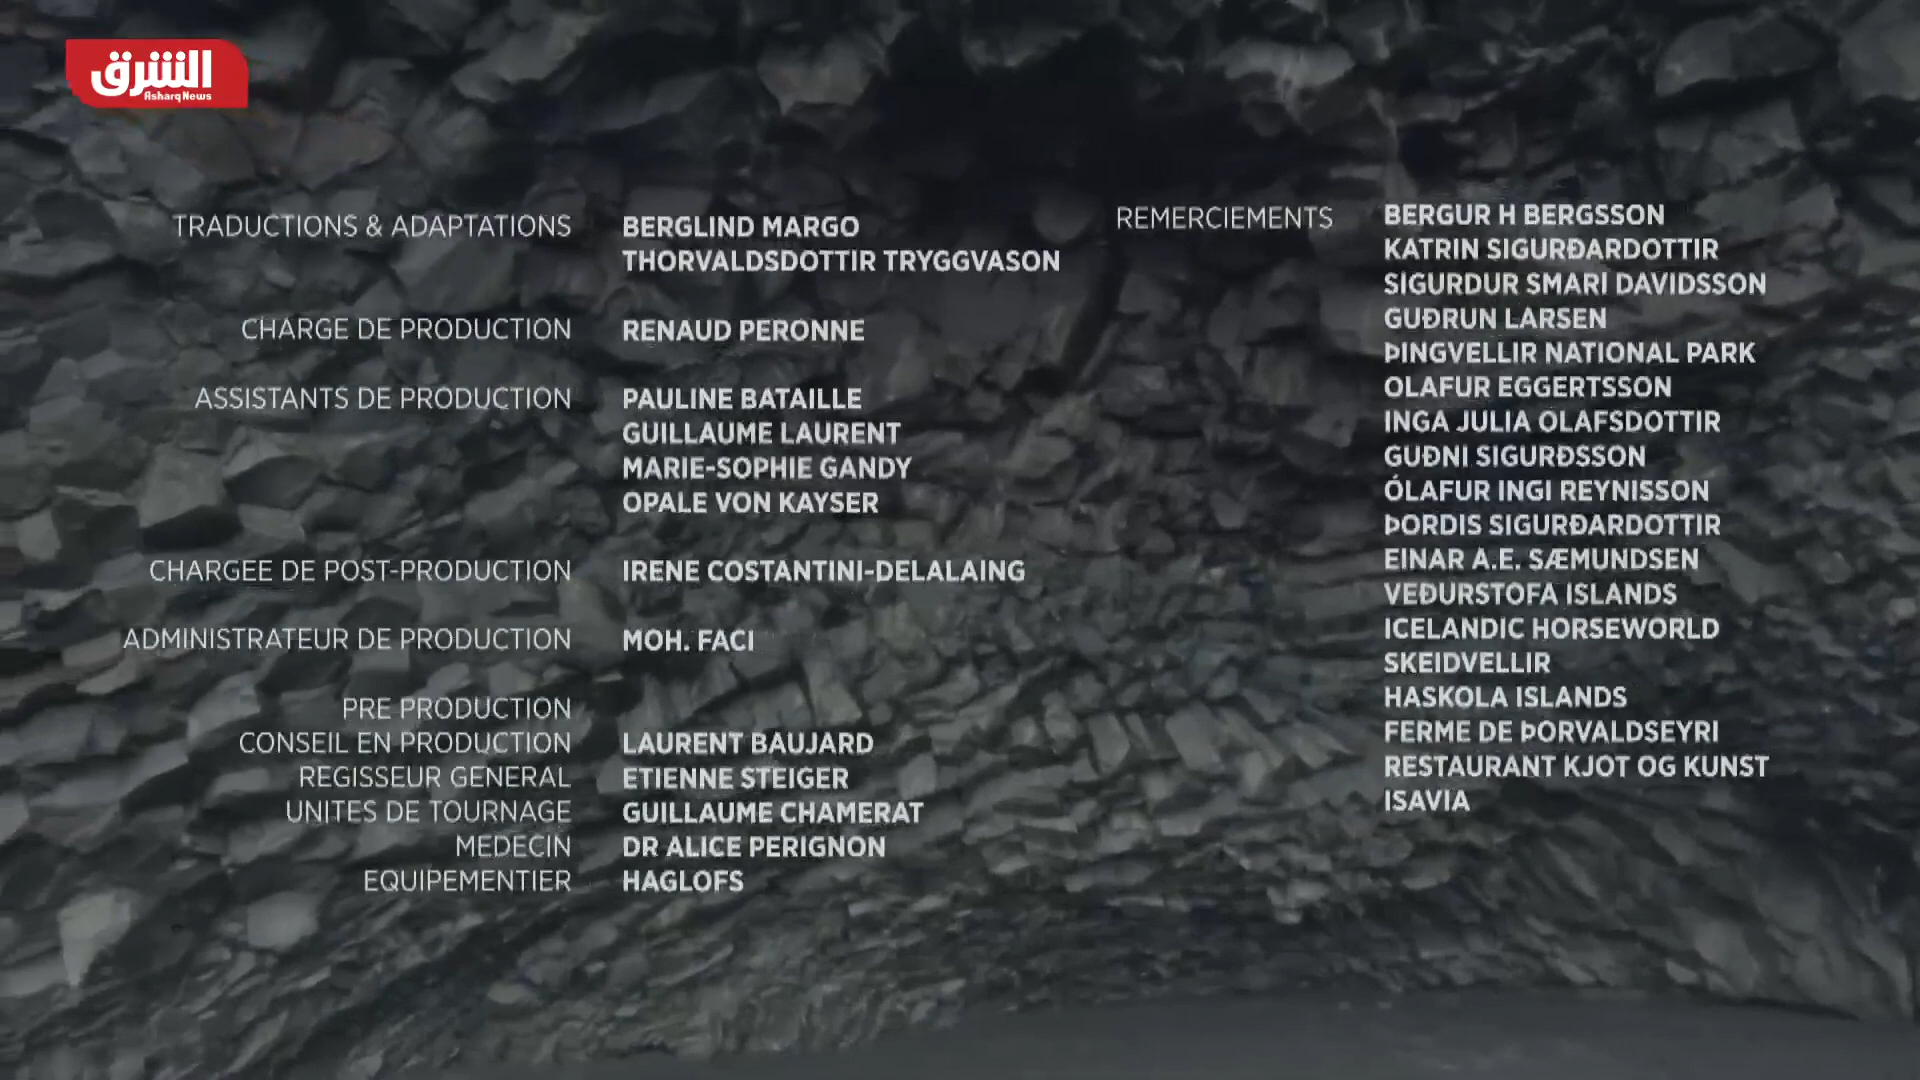 الشرق
Asharq News
TRADUCTIONS & ADAPTATIONS BERGLIND MARGO
THORVALDSDOTTIR TRYGGVASON
CHARGE DE PRODUCTION RENAUD PERONNE
ASSISTANTS DE PRODUCTION PAULINE BATAILLE
GUILLAUME LAURENT
MARIE-SOPHIE GANDY
OPALE VON KAYSER
CHARGEE DE POST-PRODUCTION IRENE COSTANTINI-DELALAING
ADMINISTRATEUR DE PRODUCTION MOH. FACI
PRE PRODUCTION
CONSEIL EN PRODUCTION LAURENT BAUJARD
REGISSEUR GENERAL ETIENNE STEIGER
UNITES DE TOURNAGE GUILLAUME CHAMERAT
MEDECIN DR ALICE PERIGNON
EQUIPEMENTIER HAGLOFS
REMERCIEMENTS BERGUR H BERGSSON
KATRIN SIGURÐARDOTTIR
SIGURDUR SMARI DAVIDSSON
GUÐRUN LARSEN
ÞINGVELLIR NATIONAL PARK
OLAFUR EGGERTSSON
INGA JULIA OLAFSDOTTIR
GUÐNI SIGURÐSSON
ÓLAFUR INGI REYNISSON
ÞORDIS SIGURÐARDOTTIR
EINAR A.E. SÆMUNDSEN
VEÐURSTOFA ISLANDS
ICELANDIC HORSEWORLD
SKEIDVELLIR
HASKOLA ISLANDS
FERME DE ÞORVALDSEYRI
RESTAURANT KJOT OG KUNST
ISAVIA